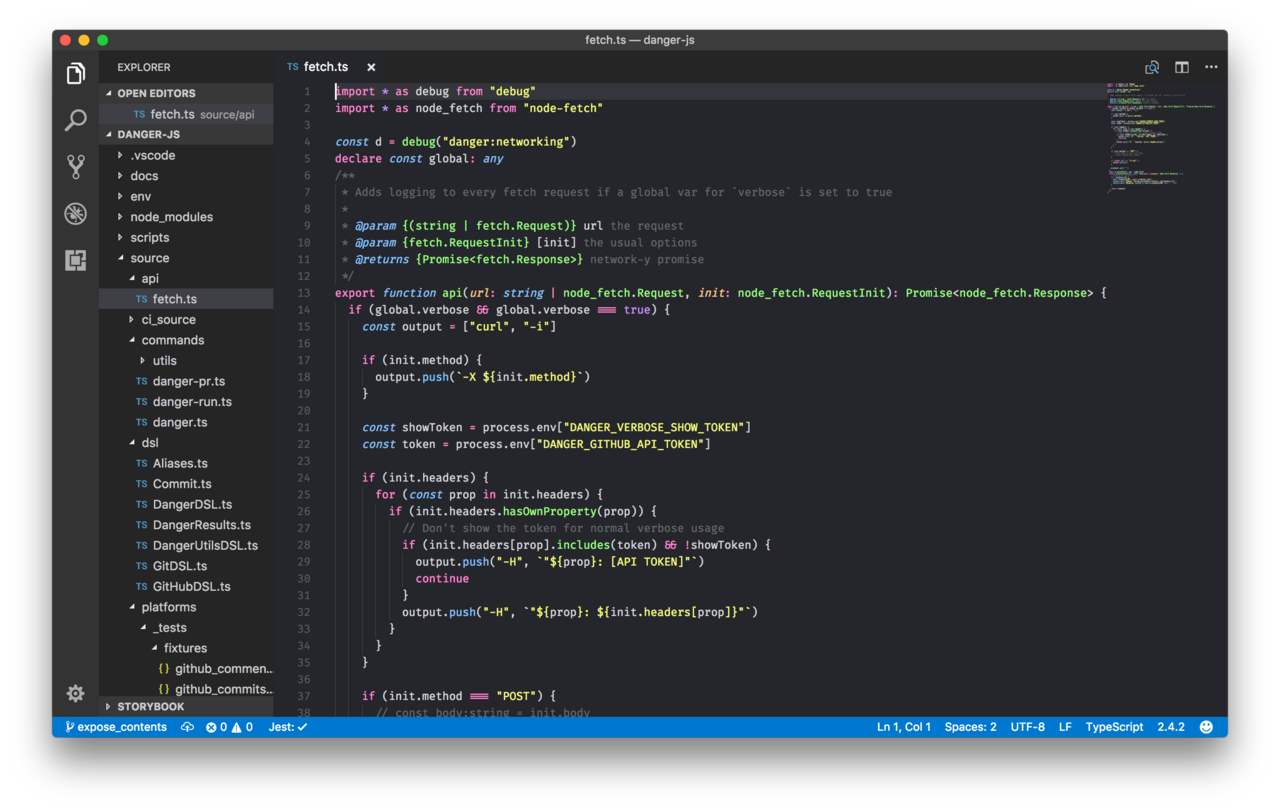 fetch.ts — danger-js
EXPLORER
OPEN EDITORS
TS fetch.ts source/api
DANGER-JS
.vscode
docs
env
node_modules
scripts
source
api
TS fetch.ts
ci_source
commands
utils
TS danger-pr.ts
TS danger-run.ts
TS danger.ts
dsl
TS Aliases.ts
TS Commit.ts
TS DangerDSL.ts
TS DangerResults.ts
TS DangerUtilsDSL.ts
TS GitDSL.ts
TS GitHubDSL.ts
platforms
_tests
fixtures
{} github_commen...
{} github_commits...
STORYBOOK
TS fetch.ts ×
1 import * as debug from "debug"
2 import * as node_fetch from "node-fetch"
3
4 const d = debug("danger:networking")
5 declare const global: any
6 /**
7 * Adds logging to every fetch request if a global var for `verbose` is set to true
8 *
9 * @param {(string | fetch.Request)} url the request
10 * @param {fetch.RequestInit} [init] the usual options
11 * @returns {Promise<fetch.Response>} network-y promise
12 */
13 export function api(url: string | node_fetch.Request, init: node_fetch.RequestInit): Promise<node_fetch.Response> {
14 if (global.verbose && global.verbose === true) {
15 const output = ["curl", "-i"]
16
17 if (init.method) {
18 output.push(`-X ${init.method}`)
19 }
20
21 const showToken = process.env["DANGER_VERBOSE_SHOW_TOKEN"]
22 const token = process.env["DANGER_GITHUB_API_TOKEN"]
23
24 if (init.headers) {
25 for (const prop in init.headers) {
26 if (init.headers.hasOwnProperty(prop)) {
27 // Don't show the token for normal verbose usage
28 if (init.headers[prop].includes(token) && !showToken) {
29 output.push("-H", `"${prop}: [API TOKEN]"`)
30 continue
31 }
32 output.push("-H", `"${prop}: ${init.headers[prop]}"`)
33 }
34 }
35 }
36
37 if (init.method === "POST") {
38 // const body:string = init.body
expose_contents 0 0 Jest: ✓ Ln 1, Col 1 Spaces: 2 UTF-8 LF TypeScript 2.4.2